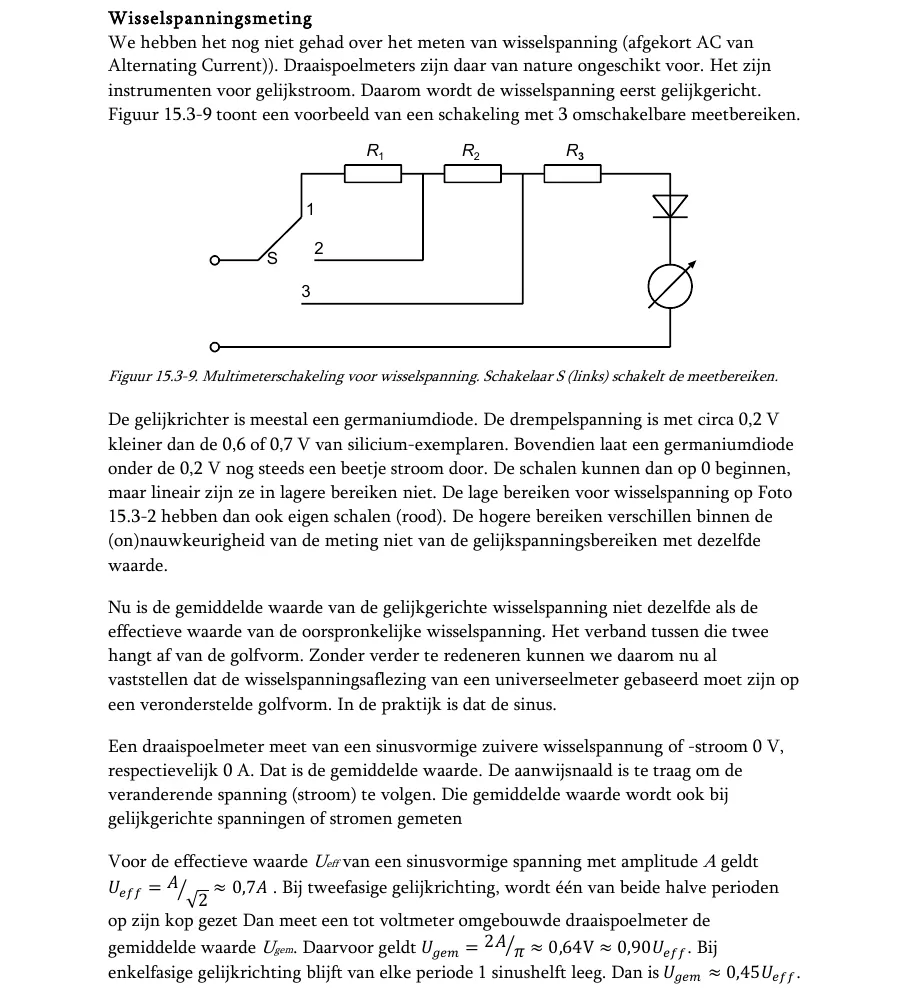 Wisselspanningsmeting
We hebben het nog niet gehad over het meten van wisselspanning (afgekort AC van
Alternating Current)). Draaispoelmeters zijn daar van nature ongeschikt voor. Het zijn
instrumenten voor gelijkstroom. Daarom wordt de wisselspanning eerst gelijkgericht.
Figuur 15.3-9 toont een voorbeeld van een schakeling met 3 omschakelbare meetbereiken.
R₁ R₂ R₃
1
2
S
3
Figuur 15.3-9. Multimeterschakeling voor wisselspanning. Schakelaar S (links) schakelt de meetbereiken.
De gelijkrichter is meestal een germaniumdiode. De drempelspanning is met circa 0,2 V
kleiner dan de 0,6 of 0,7 V van silicium-exemplaren. Bovendien laat een germaniumdiode
onder de 0,2 V nog steeds een beetje stroom door. De schalen kunnen dan op 0 beginnen,
maar lineair zijn ze in lagere bereiken niet. De lage bereiken voor wisselspanning op Foto
15.3-2 hebben dan ook eigen schalen (rood). De hogere bereiken verschillen binnen de
(on)nauwkeurigheid van de meting niet van de gelijkspanningsbereiken met dezelfde
waarde.
Nu is de gemiddelde waarde van de gelijkgerichte wisselspanning niet dezelfde als de
effectieve waarde van de oorspronkelijke wisselspanning. Het verband tussen die twee
hangt af van de golfvorm. Zonder verder te redeneren kunnen we daarom nu al
vaststellen dat de wisselspanningsaflezing van een universeelmeter gebaseerd moet zijn op
een veronderstelde golfvorm. In de praktijk is dat de sinus.
Een draaispoelmeter meet van een sinusvormige zuivere wisselspannung of -stroom 0 V,
respectievelijk 0 A. Dat is de gemiddelde waarde. De aanwijsnaald is te traag om de
veranderende spanning (stroom) te volgen. Die gemiddelde waarde wordt ook bij
gelijkgerichte spanningen of stromen gemeten
Voor de effectieve waarde Ueff van een sinusvormige spanning met amplitude A geldt
Ueff = A/√2 ≈ 0,7A . Bij tweefasige gelijkrichting, wordt één van beide halve perioden
op zijn kop gezet Dan meet een tot voltmeter omgebouwde draaispoelmeter de
gemiddelde waarde Ugem. Daarvoor geldt Ugem = 2A/π ≈ 0,64V ≈ 0,90Ueff. Bij
enkelfasige gelijkrichting blijft van elke periode 1 sinushelft leeg. Dan is Ugem ≈ 0,45Ueff.